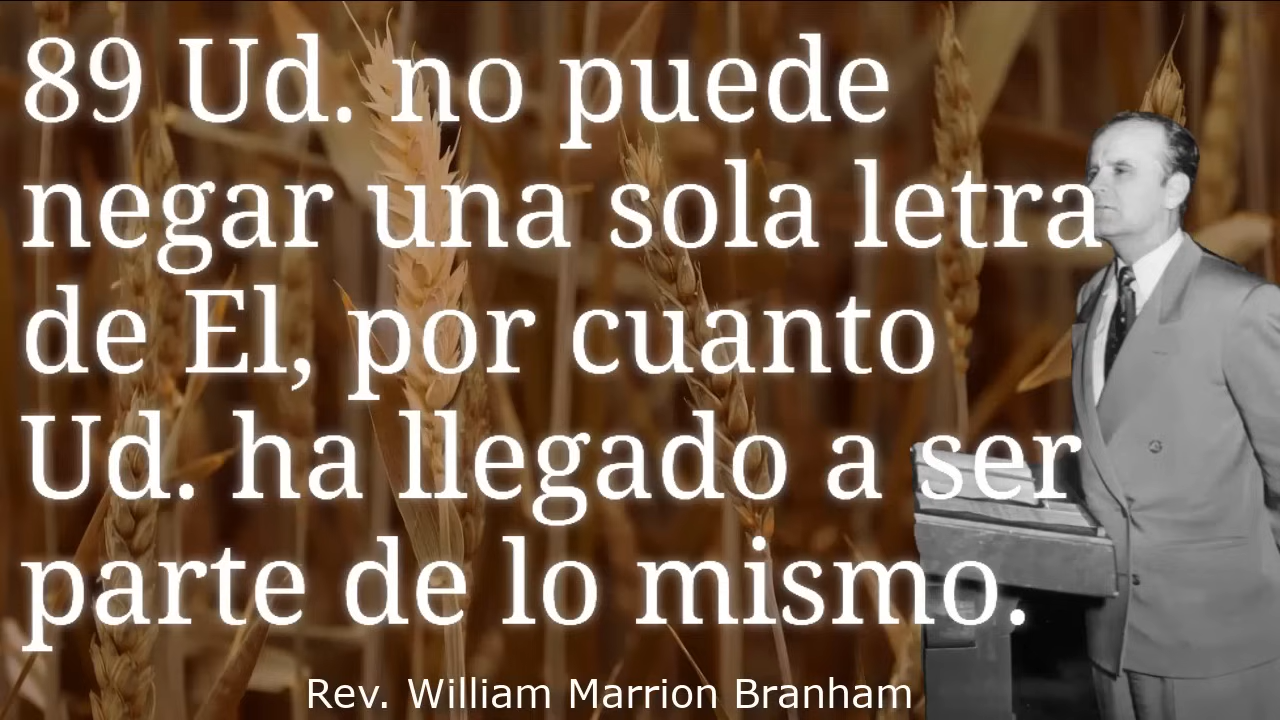 89 Ud. no puede
negar una sola letra
de El, por cuanto
Ud. ha llegado a ser
parte de lo mismo.
Rev. William Marrion Branham